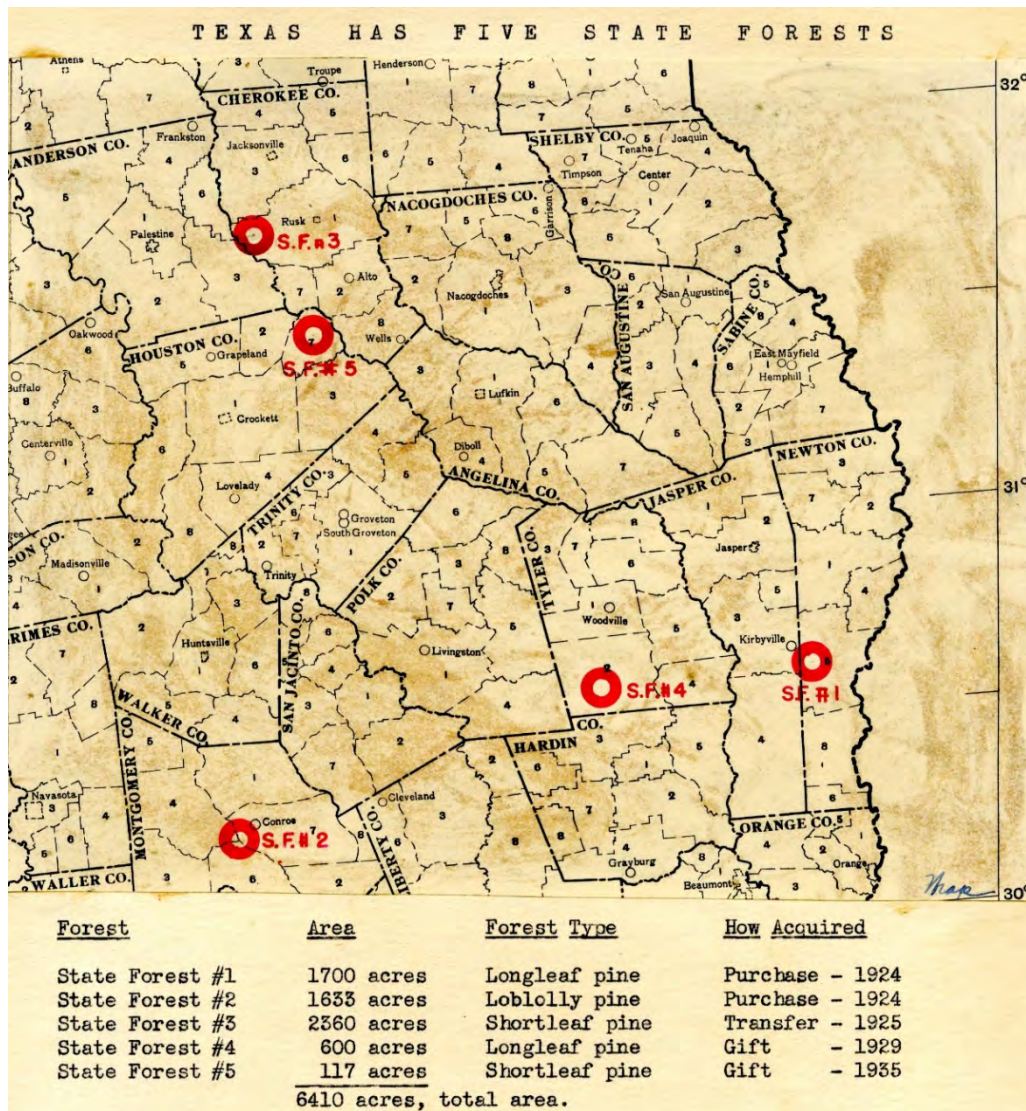 TEXAS HAS FIVE STATE FORESTS
Athens
Troupe
Henderson
32°
CHEROKEE CO.
Frankston
Jacksonville
SHELBY CO.
Tenaha
Joaquin
ANDERSON CO.
Timpson
Center
NACOGDOCHES CO.
Garrison
Rusk
Palestine
S.F.#3
Alto
Nacogdoches
SAN AUGUSTINE CO.
San Augustine
SABINE CO.
Oakwood
HOUSTON CO.
Grapeland
Wells
S.F.#5
East Mayfield
Hemphill
Buffalo
Crockett
Lufkin
Centerville
Diboll
NEWTON CO.
ANGELINA CO.
JASPER CO.
31°
Lovelady
TRINITY CO.
Groveton
South Groveton
SON CO.
Madisonville
Trinity
POLK CO.
TYLER CO.
Jasper
RIMES CO.
Huntsville
SAN JACINTO CO.
Livingston
Woodville
Kirbyville
S.F.#4
S.F.#1
WALKER CO.
HARDIN CO.
MONTGOMERY CO.
Navasota
Cleveland
Conroe
S.F.#2
LIBERTY CO.
ORANGE CO.
WALLER CO.
Grayburg
Beaumont
Orange
Map
30°
Forest Area Forest Type How Acquired
State Forest #1 1700 acres Longleaf pine Purchase - 1924
State Forest #2 1633 acres Loblolly pine Purchase - 1924
State Forest #3 2360 acres Shortleaf pine Transfer - 1925
State Forest #4 600 acres Longleaf pine Gift - 1929
State Forest #5 117 acres Shortleaf pine Gift - 1935
6410 acres, total area.